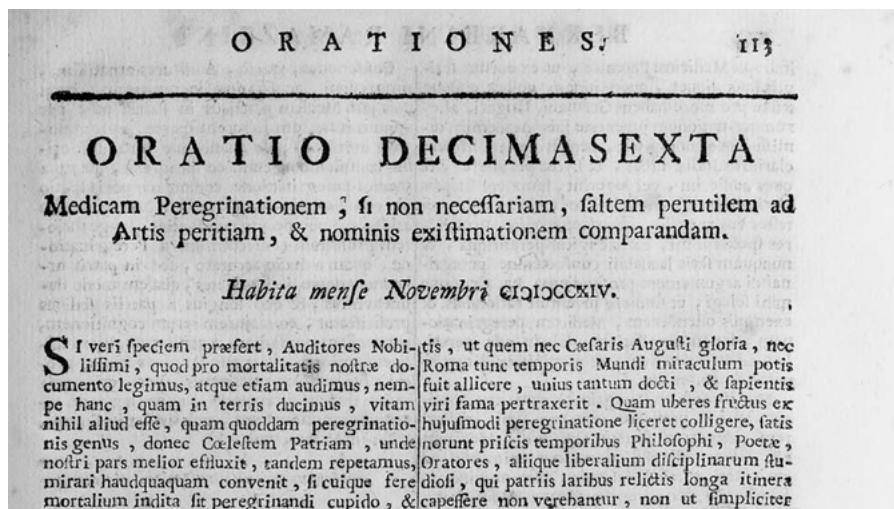 ORATIONES. 113
ORATIO DECIMASEXTA
Medicam Peregrinationem ; ſi non neceſſariam, ſaltem perutilem ad
Artis peritiam, & nominis exiſtimationem comparandam.
Habita menſe Novembri ↀIↃCCXIV.
SI veri ſpeciem præfert, Auditores Nobi-
liſſimi, quod pro mortalitatis noſtræ do-
cumento legimus, atque etiam audimus, nem-
pe hanc, quam in terris ducimus, vitam
nihil aliud eſſe, quam quoddam peregrinatio-
nis genus, donec Cœleſtem Patriam, unde
noſtri pars melior effluxit, tandem repetamus,
mirari haudquaquam convenit, ſi cuique fere
mortalium indita ſit peregrinandi cupido, &
tis, ut quem nec Cæſaris Auguſti gloria, nec
Roma tunc temporis Mundi miraculum potis
fuit allicere, unius tantum docti, & ſapientis
viri fama pertraxerit. Quam uberes fructus ex
hujuſmodi peregrinatione liceret colligere, ſatis
norunt priſcis temporibus Philoſophi, Poetæ,
Oratores, aliique liberalium diſciplinarum ſtu-
dioſi, qui patriis laribus relictis longa itinera
capeſſere non verebantur, non ut ſimpliciter